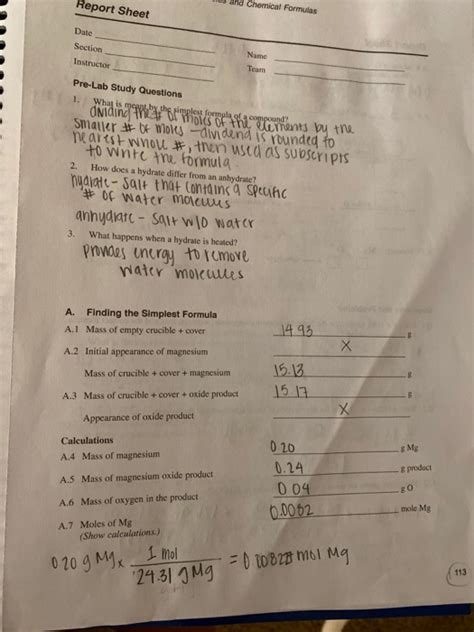 and Chemical Formulas
Report Sheet
Date
Section
Name
Instructor
Team
Pre-Lab Study Questions
1. What is meant by the simplest formula of a compound?
dividing the # of moles of the elements by the
smaller # of moles - dividend is rounded to
nearest whole #, then used as subscripts
to write the formula.
2. How does a hydrate differ from an anhydrate?
hydrate - salt that contains a specific
# of water molecules
anhydrate - salt w/o water
3. What happens when a hydrate is heated?
provides energy to remove
water molecules
A. Finding the Simplest Formula
A.1 Mass of empty crucible + cover 14.93 g
A.2 Initial appearance of magnesium X
Mass of crucible + cover + magnesium 15.13 g
A.3 Mass of crucible + cover + oxide product 15.17 g
Appearance of oxide product X
Calculations
A.4 Mass of magnesium 0.20 g Mg
A.5 Mass of magnesium oxide product 0.24 g product
A.6 Mass of oxygen in the product 0.04 g O
A.7 Moles of Mg 0.0082 mole Mg
(Show calculations.)
0.20 g Mg x 1 mol / 24.31 g Mg = mol Mg
113